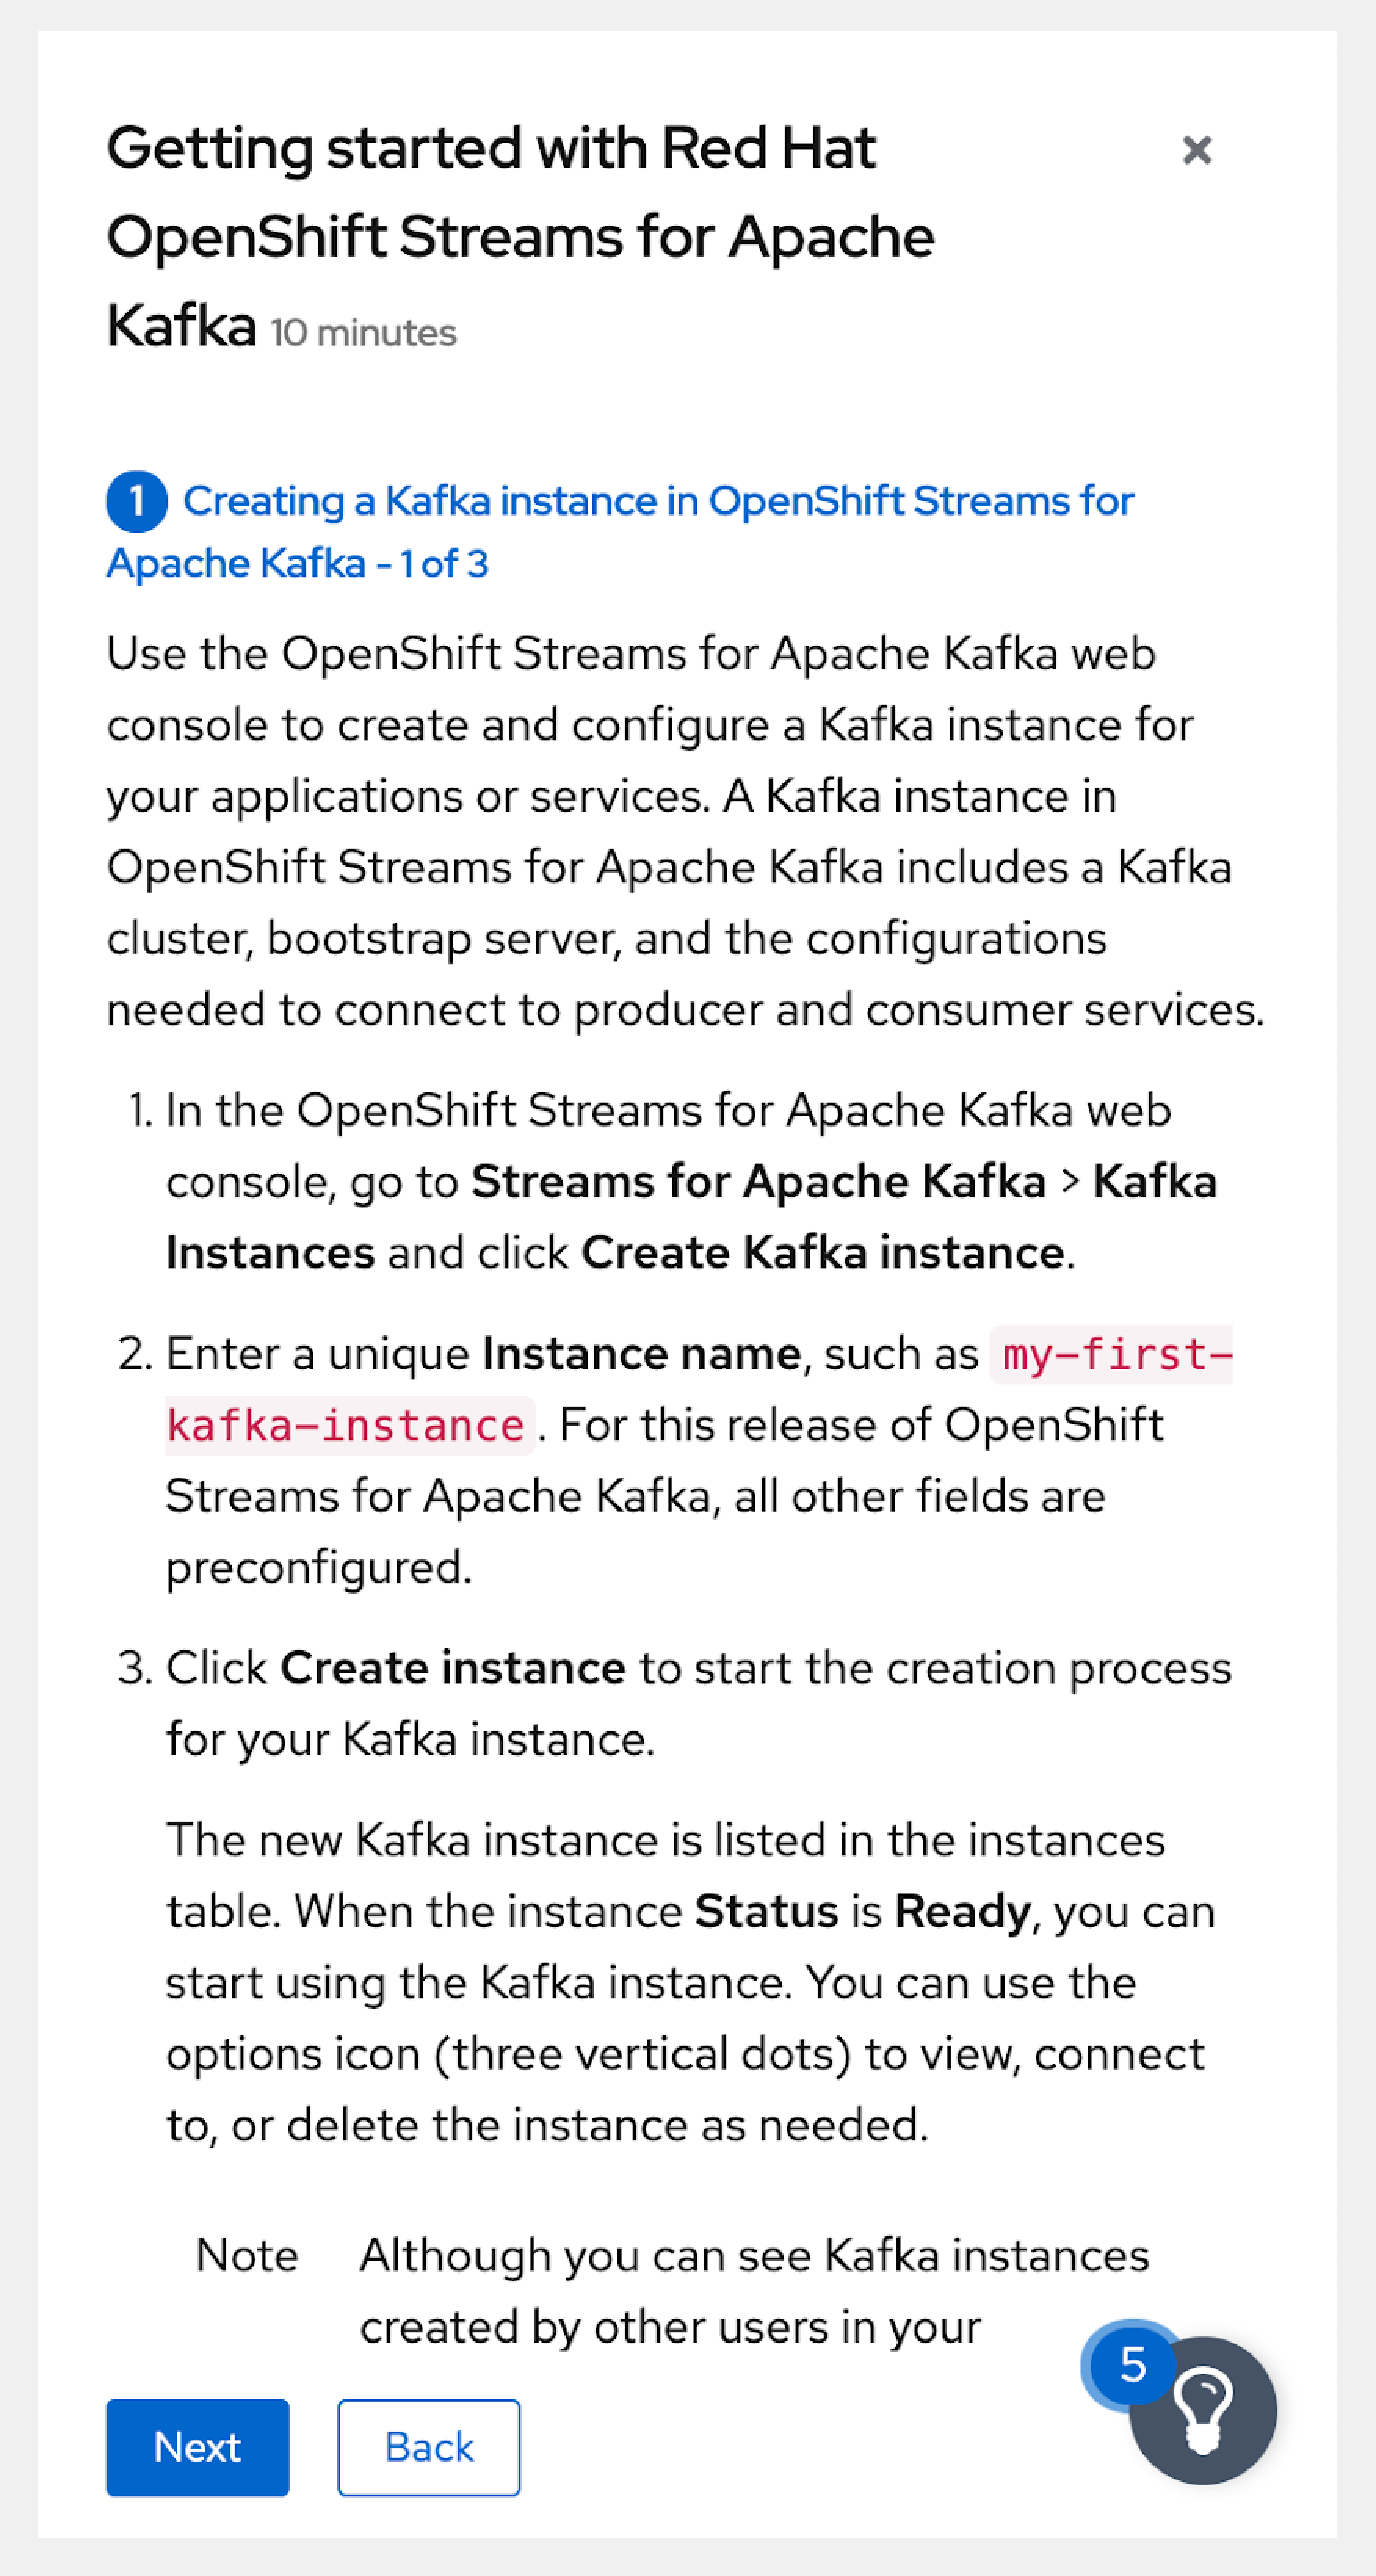 Getting started with Red Hat
OpenShift Streams for Apache
Kafka 10 minutes
1 Creating a Kafka instance in OpenShift Streams for
Apache Kafka - 1 of 3
Use the OpenShift Streams for Apache Kafka web
console to create and configure a Kafka instance for
your applications or services. A Kafka instance in
OpenShift Streams for Apache Kafka includes a Kafka
cluster, bootstrap server, and the configurations
needed to connect to producer and consumer services.
1. In the OpenShift Streams for Apache Kafka web
console, go to Streams for Apache Kafka > Kafka
Instances and click Create Kafka instance.
2. Enter a unique Instance name, such as my-first-
kafka-instance. For this release of OpenShift
Streams for Apache Kafka, all other fields are
preconfigured.
3. Click Create instance to start the creation process
for your Kafka instance.
The new Kafka instance is listed in the instances
table. When the instance Status is Ready, you can
start using the Kafka instance. You can use the
options icon (three vertical dots) to view, connect
to, or delete the instance as needed.
Note Although you can see Kafka instances
created by other users in your
5
Next Back